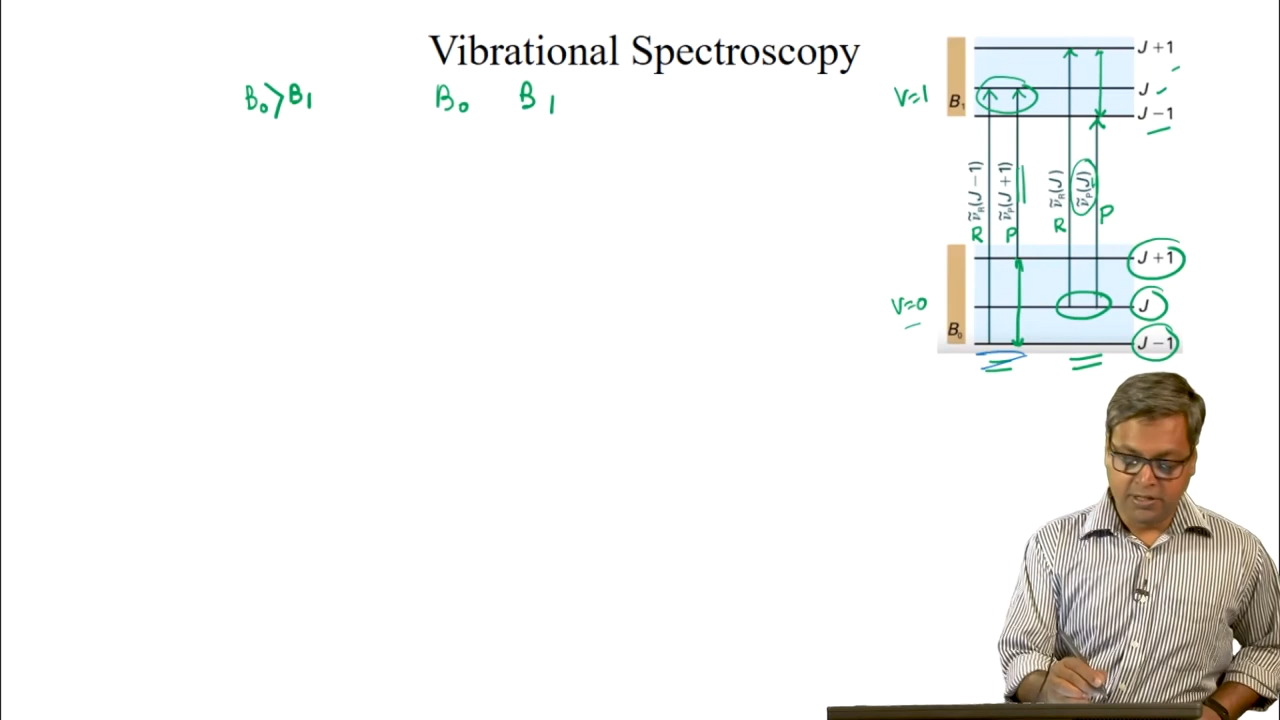 Vibrational Spectroscopy
B₀ > B₁ B₀ B₁
V=1
B₁
J + 1
J
J − 1
ν̃R(J − 1)
ν̃P(J + 1)
ν̃R(J)
ν̃P(J)
R P R P
V=0
B₀
J + 1
J
J − 1